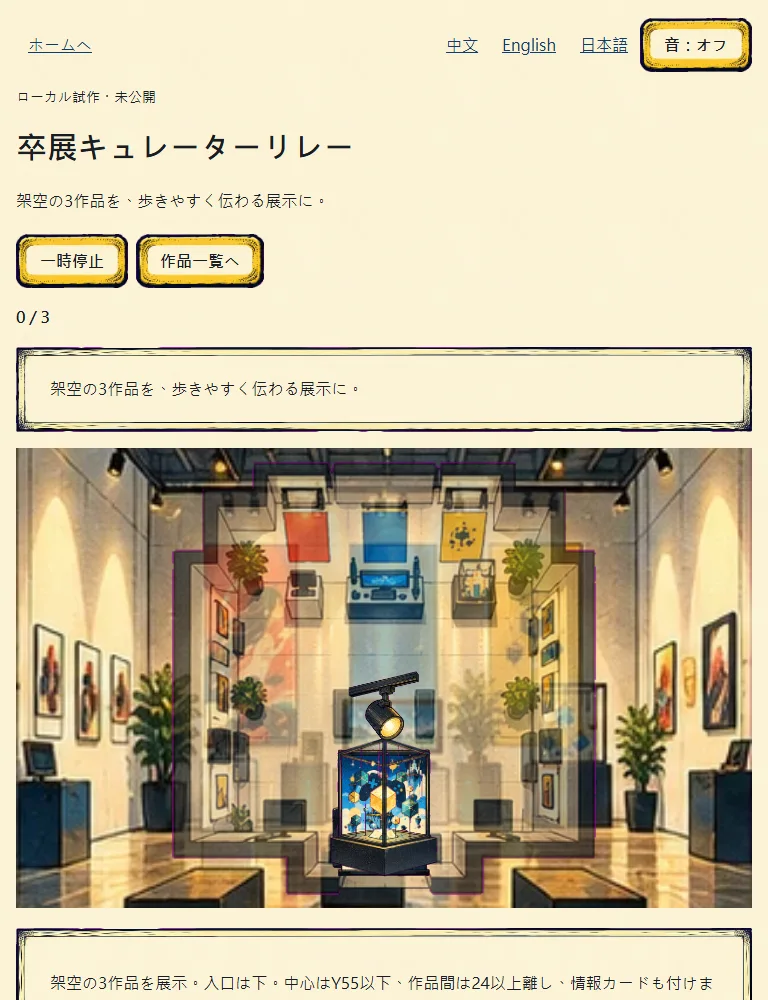 ホームへ
中文 English 日本語 音：オフ
ローカル試作・未公開
卒展キュレーターリレー
架空の3作品を、歩きやすく伝わる展示に。
一時停止 作品一覧へ
0 / 3
架空の3作品を、歩きやすく伝わる展示に。
架空の3作品を展示。入口は下。中心はY55以下、作品間は24以上離し、情報カードも付けま